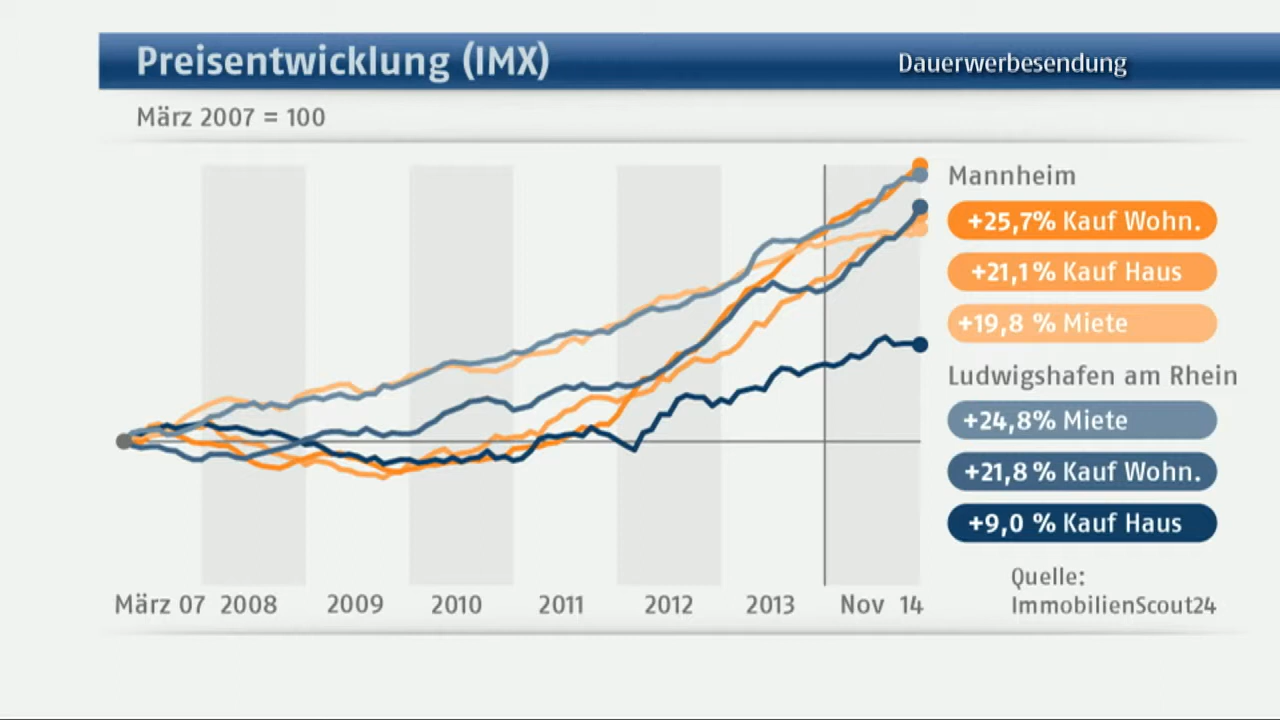 Preisentwicklung (IMX)
Dauerwerbesendung
März 2007 = 100
Mannheim
+25,7% Kauf Wohn.
+21,1% Kauf Haus
+19,8 % Miete
Ludwigshafen am Rhein
+24,8% Miete
+21,8 % Kauf Wohn.
+9,0 % Kauf Haus
Quelle:
ImmobilienScout24
März 07 2008 2009 2010 2011 2012 2013 Nov 14